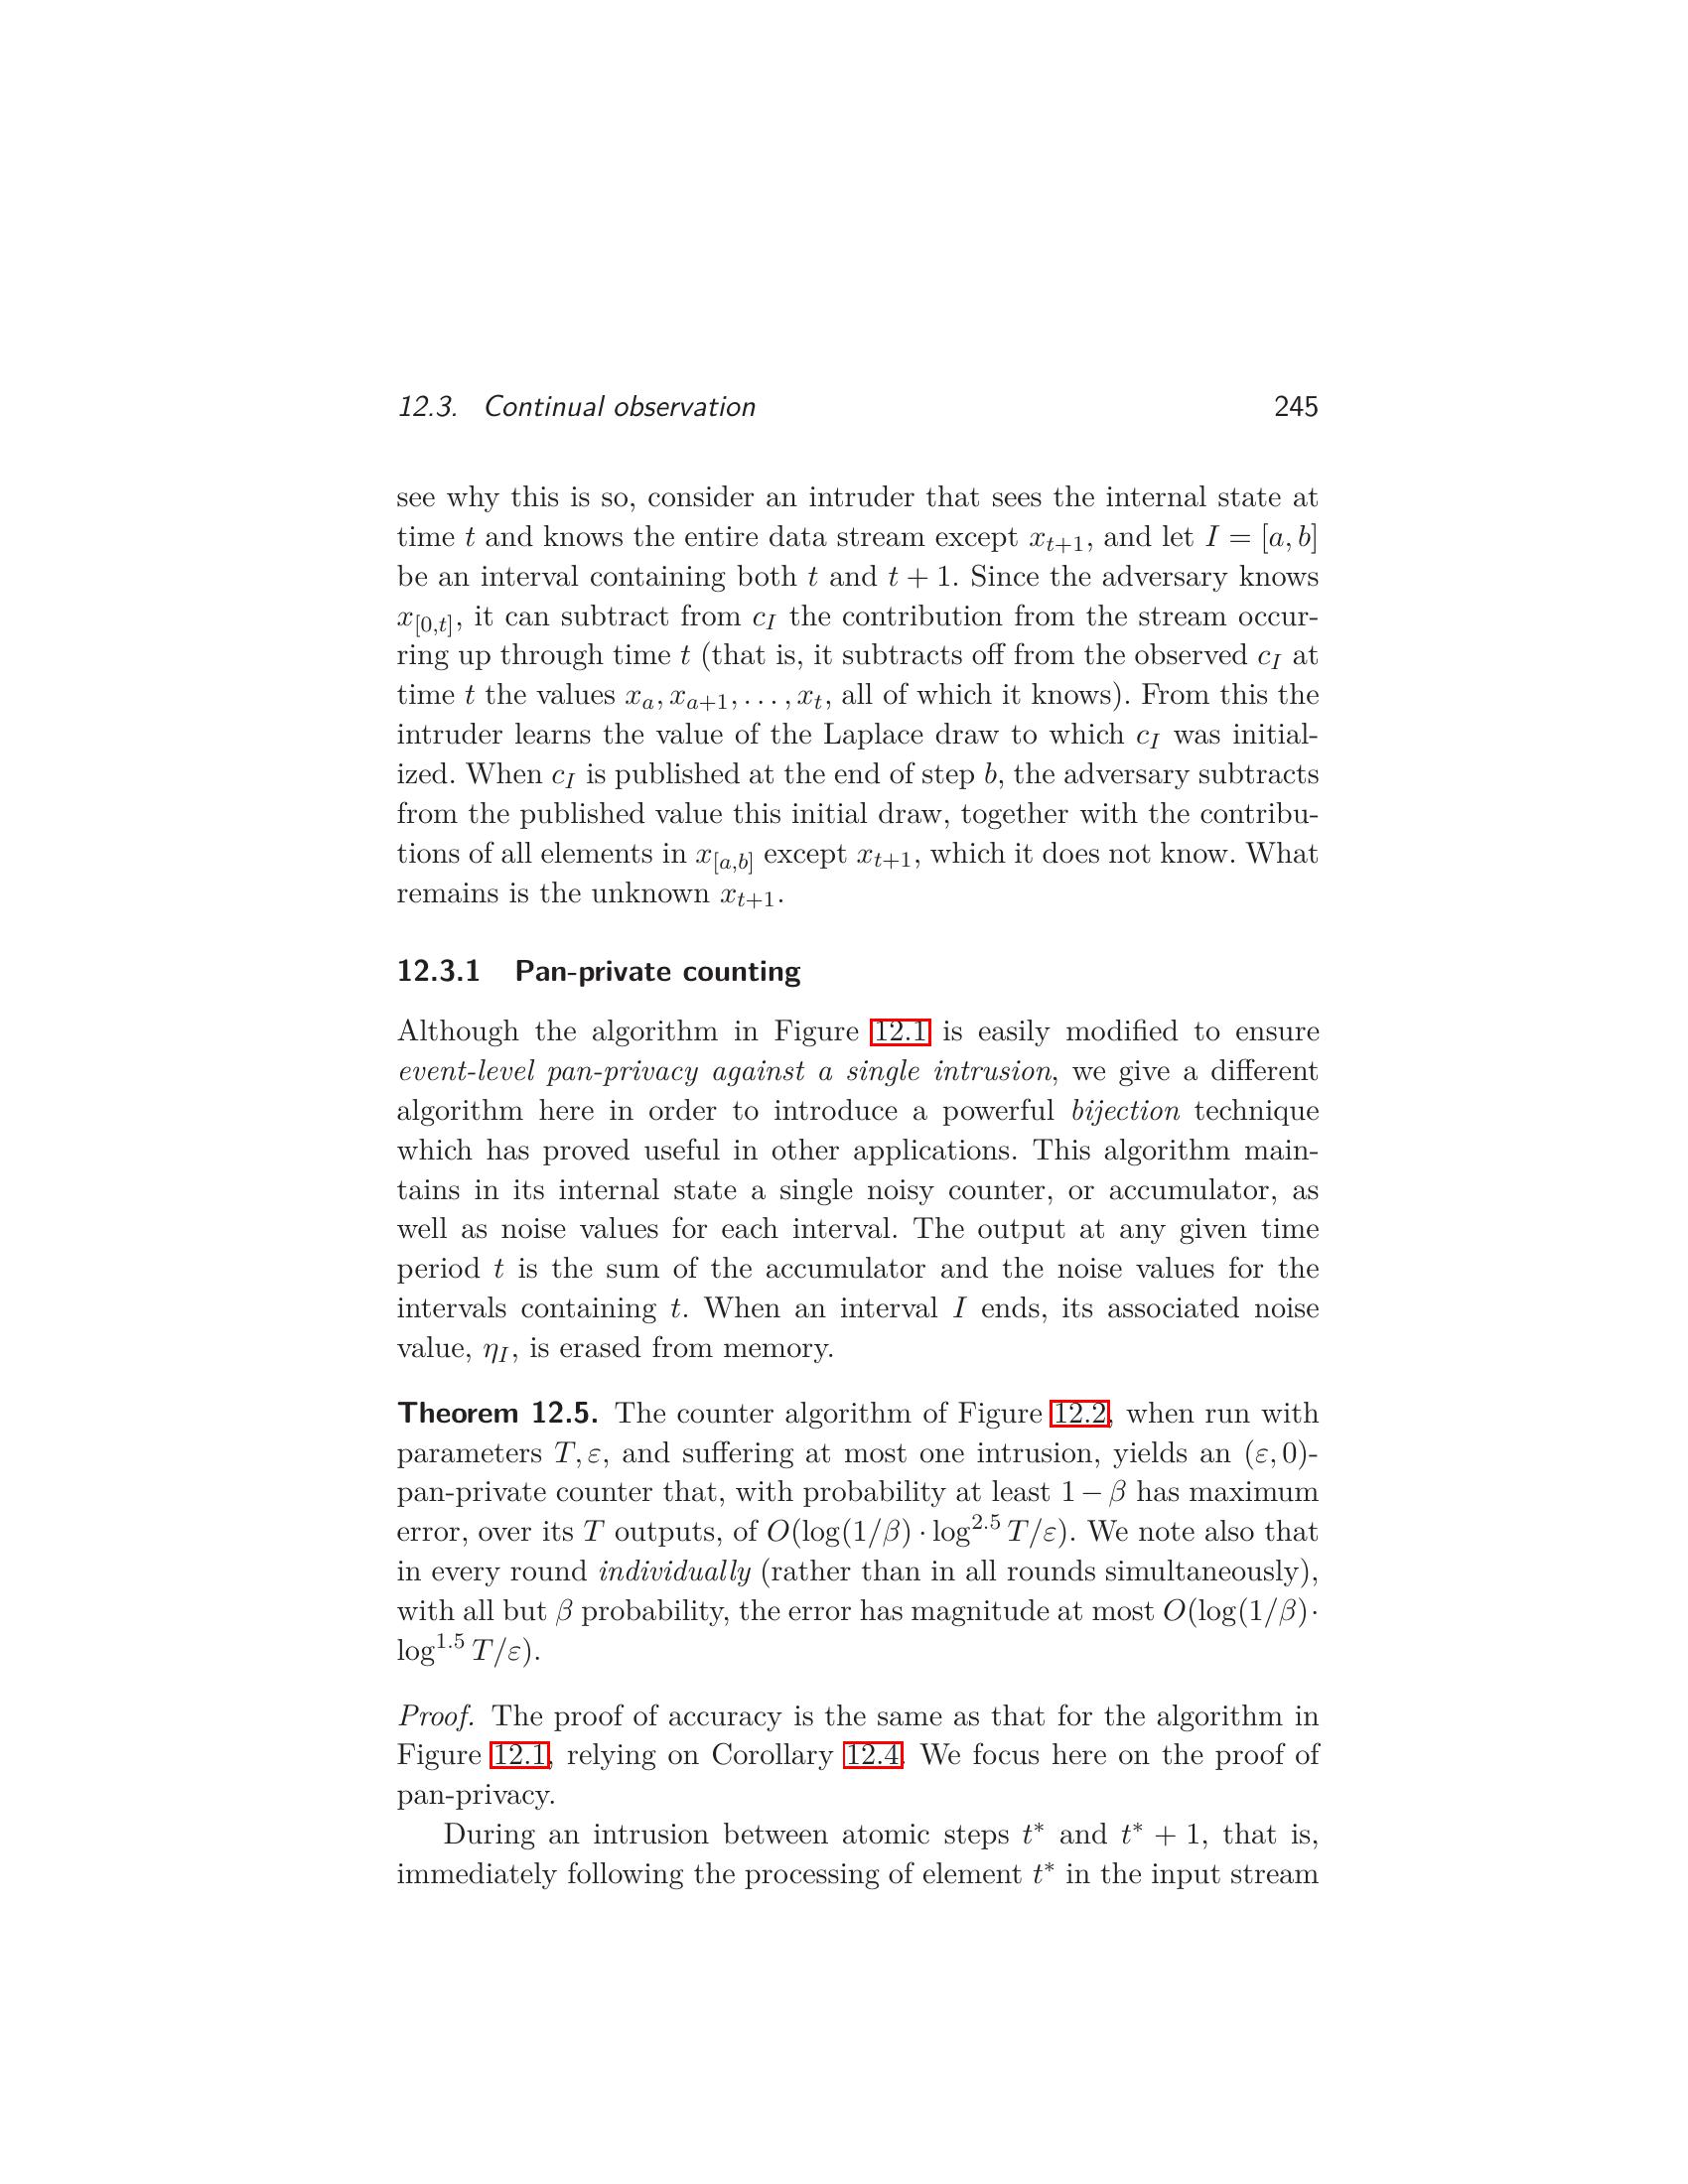 12.3. Continual observation 245
see why this is so, consider an intruder that sees the internal state at
time t and knows the entire data stream except x_{t+1}, and let I = [a, b]
be an interval containing both t and t + 1. Since the adversary knows
x_{[0,t]}, it can subtract from c_I the contribution from the stream occur-
ring up through time t (that is, it subtracts off from the observed c_I at
time t the values x_a, x_{a+1}, . . . , x_t, all of which it knows). From this the
intruder learns the value of the Laplace draw to which c_I was initial-
ized. When c_I is published at the end of step b, the adversary subtracts
from the published value this initial draw, together with the contribu-
tions of all elements in x_{[a,b]} except x_{t+1}, which it does not know. What
remains is the unknown x_{t+1}.
12.3.1 Pan-private counting
Although the algorithm in Figure 12.1 is easily modified to ensure
event-level pan-privacy against a single intrusion, we give a different
algorithm here in order to introduce a powerful bijection technique
which has proved useful in other applications. This algorithm main-
tains in its internal state a single noisy counter, or accumulator, as
well as noise values for each interval. The output at any given time
period t is the sum of the accumulator and the noise values for the
intervals containing t. When an interval I ends, its associated noise
value, η_I, is erased from memory.
Theorem 12.5. The counter algorithm of Figure 12.2, when run with
parameters T, ε, and suffering at most one intrusion, yields an (ε, 0)-
pan-private counter that, with probability at least 1 − β has maximum
error, over its T outputs, of O(log(1/β) · log^{2.5} T/ε). We note also that
in every round individually (rather than in all rounds simultaneously),
with all but β probability, the error has magnitude at most O(log(1/β)·
log^{1.5} T/ε).
Proof. The proof of accuracy is the same as that for the algorithm in
Figure 12.1, relying on Corollary 12.4. We focus here on the proof of
pan-privacy.
During an intrusion between atomic steps t* and t* + 1, that is,
immediately following the processing of element t* in the input stream